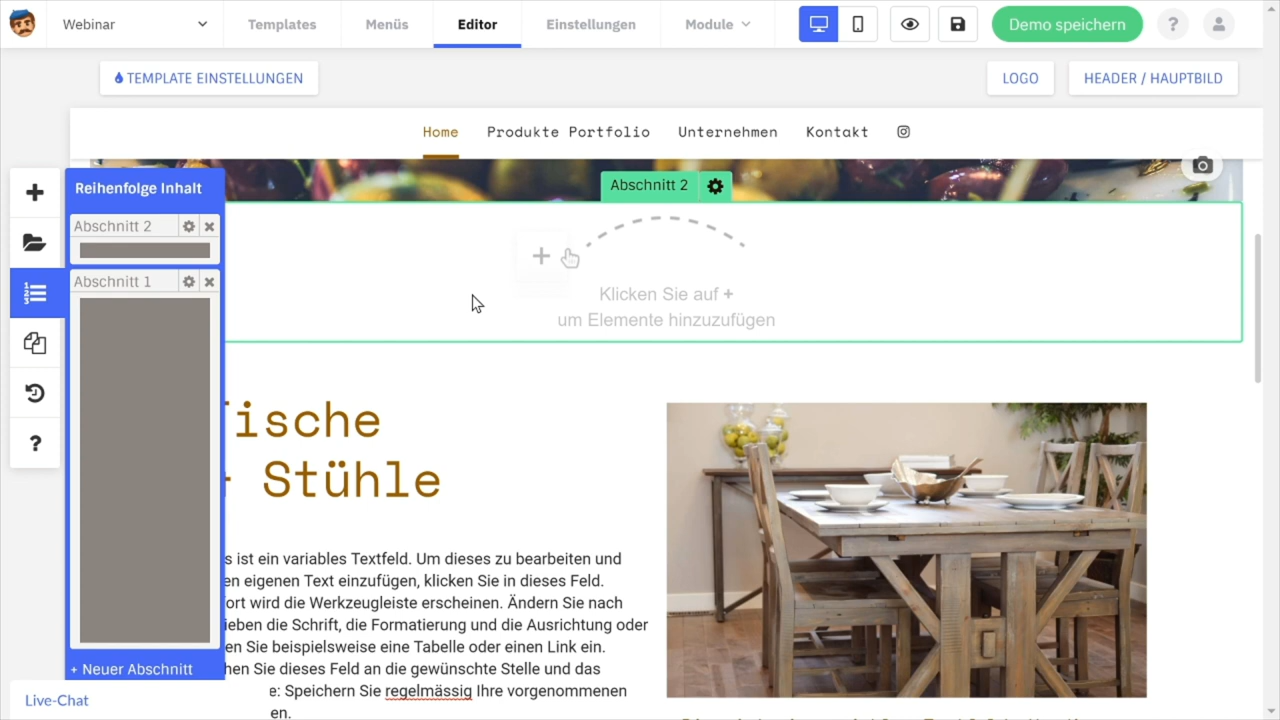 Webinar
Templates
Menüs
Editor
Einstellungen
Module
Demo speichern
?
TEMPLATE EINSTELLUNGEN
LOGO
HEADER / HAUPTBILD
Home
Produkte Portfolio
Unternehmen
Kontakt
Reihenfolge Inhalt
Abschnitt 2
Abschnitt 1
+ Neuer Abschnitt
?
Abschnitt 2
Klicken Sie auf +
um Elemente hinzuzufügen
Tische
+ Stühle
s ist ein variables Textfeld. Um dieses zu bearbeiten und
en eigenen Text einzufügen, klicken Sie in dieses Feld.
fort wird die Werkzeugleiste erscheinen. Ändern Sie nach
ieben die Schrift, die Formatierung und die Ausrichtung oder
en Sie beispielsweise eine Tabelle oder einen Link ein.
hen Sie dieses Feld an die gewünschte Stelle und das
e: Speichern Sie regelmässig Ihre vorgenommenen
en.
Live-Chat